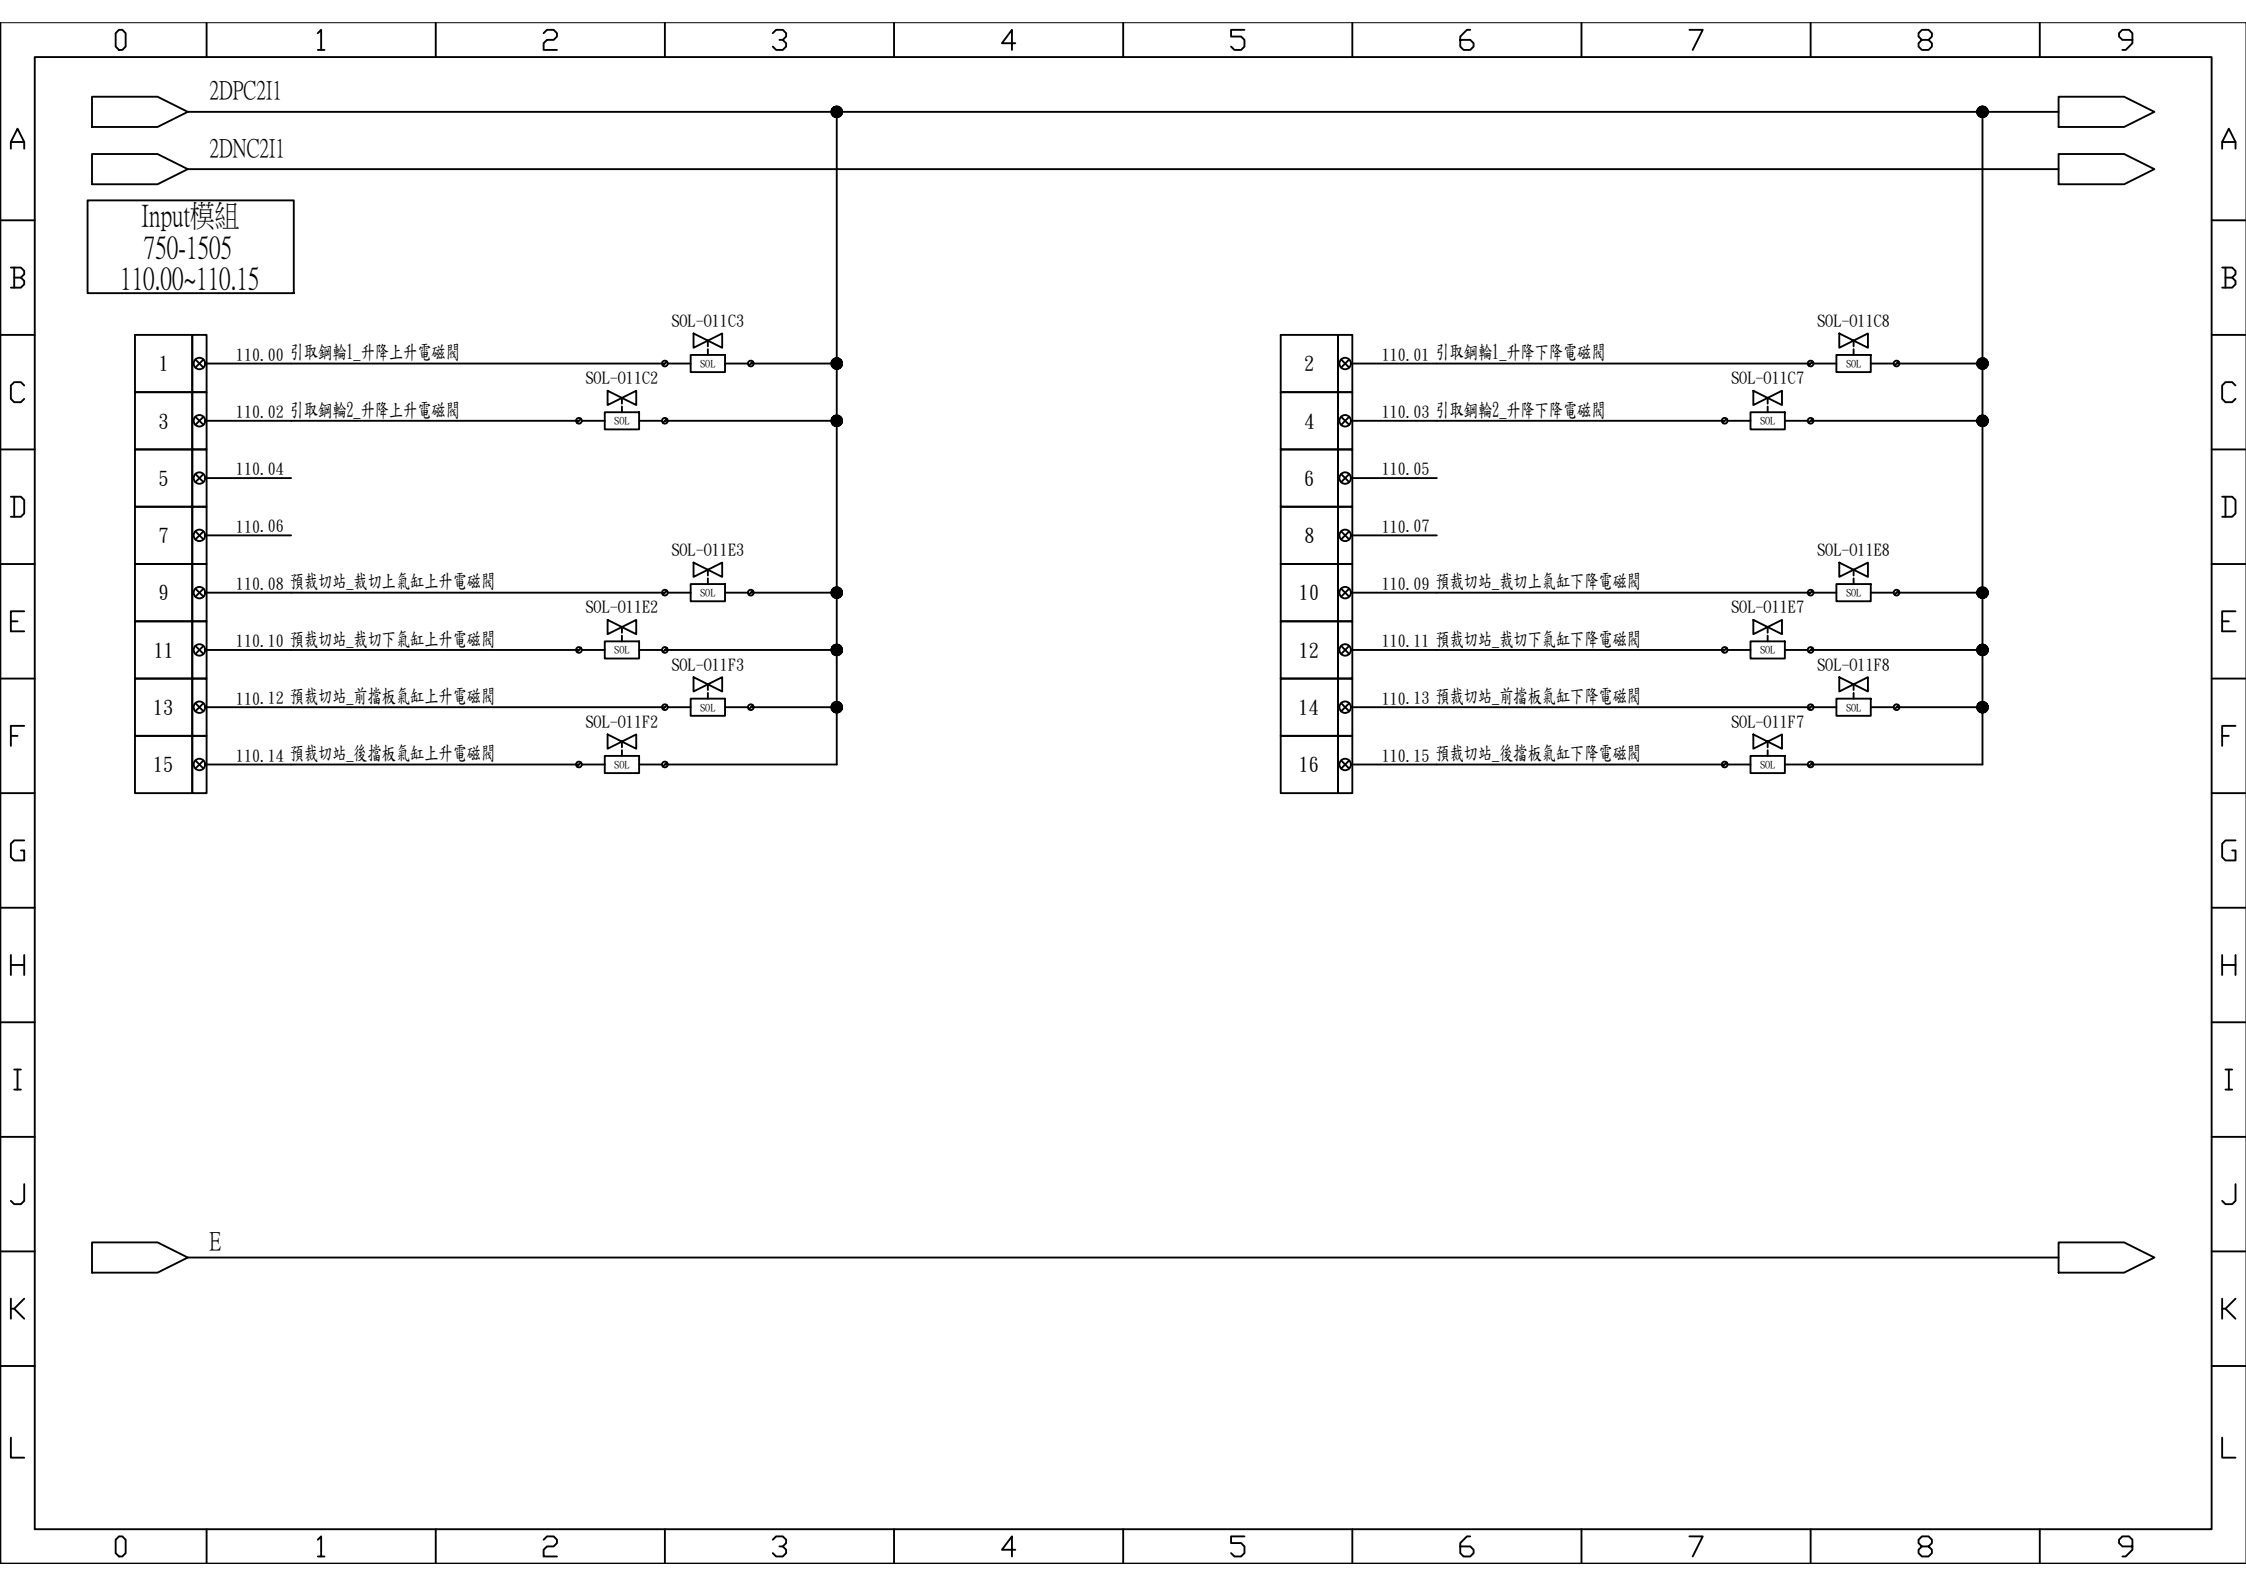 0 1 2 3 4 5 6 7 8 9
2DPC2I1
A A
2DNC2I1
Input模組
750-1505
110.00~110.15
B B
SOL-011C3 SOL-011C8
1 110.00 引取鋼輪1_升降上升電磁閥 SOL 2 110.01 引取鋼輪1_升降下降電磁閥 SOL
SOL-011C2 SOL-011C7
C C
3 110.02 引取鋼輪2_升降上升電磁閥 SOL 4 110.03 引取鋼輪2_升降下降電磁閥 SOL
5 110.04 6 110.05
D D
7 110.06 8 110.07
SOL-011E3 SOL-011E8
9 110.08 預裁切站_裁切上氣缸上升電磁閥 SOL 10 110.09 預裁切站_裁切上氣缸下降電磁閥 SOL
SOL-011E2 SOL-011E7
E E
11 110.10 預裁切站_裁切下氣缸上升電磁閥 SOL 12 110.11 預裁切站_裁切下氣缸下降電磁閥 SOL
SOL-011F3 SOL-011F8
13 110.12 預裁切站_前擋板氣缸上升電磁閥 SOL 14 110.13 預裁切站_前擋板氣缸下降電磁閥 SOL
SOL-011F2 SOL-011F7
F F
15 110.14 預裁切站_後擋板氣缸上升電磁閥 SOL 16 110.15 預裁切站_後擋板氣缸下降電磁閥 SOL
G G
H H
I I
J J
E
K K
L L
0 1 2 3 4 5 6 7 8 9